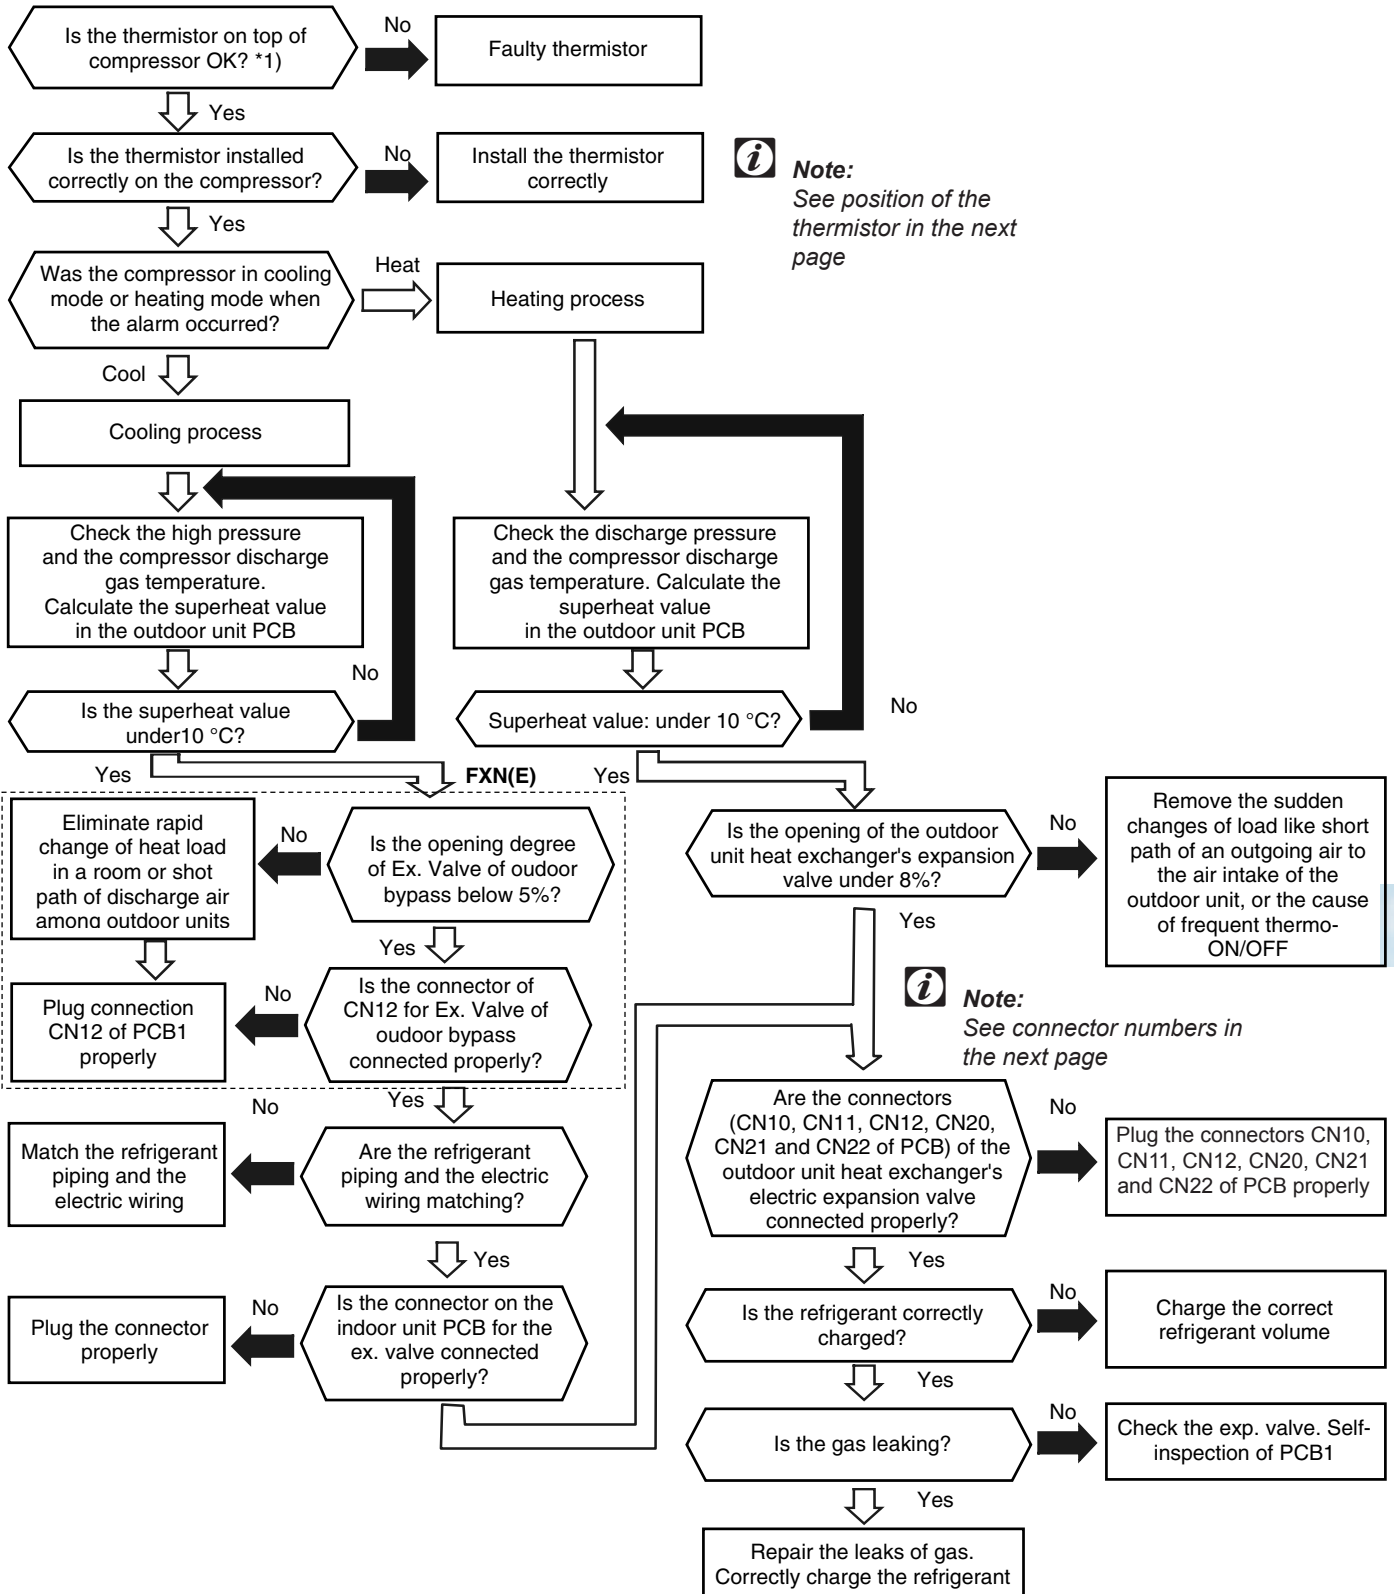 Is the thermistor on top of
compressor OK? *1)
No
Faulty thermistor
Yes
Is the thermistor installed
correctly on the compressor?
No
Install the thermistor
correctly
Note:
See position of the
thermistor in the next
page
Yes
Was the compressor in cooling
mode or heating mode when
the alarm occurred?
Heat
Heating process
Cool
Cooling process
Check the high pressure
and the compressor discharge
gas temperature.
Calculate the superheat value
in the outdoor unit PCB
Check the discharge pressure
and the compressor discharge
gas temperature. Calculate the
superheat value
in the outdoor unit PCB
No
Is the superheat value
under10 °C?
Superheat value: under 10 °C?
No
Yes
FXN(E)
Yes
Eliminate rapid
change of heat load
in a room or shot
path of discharge air
among outdoor units
No
Is the opening degree
of Ex. Valve of oudoor
bypass below 5%?
Is the opening of the outdoor
unit heat exchanger's expansion
valve under 8%?
No
Remove the sudden
changes of load like short
path of an outgoing air to
the air intake of the
outdoor unit, or the cause
of frequent thermo-
ON/OFF
Yes
Yes
Plug connection
CN12 of PCB1
properly
No
Is the connector of
CN12 for Ex. Valve of
oudoor bypass
connected properly?
Note:
See connector numbers in
the next page
Yes
No
Match the refrigerant
piping and the
electric wiring
Are the refrigerant
piping and the electric
wiring matching?
Are the connectors
(CN10, CN11, CN12, CN20,
CN21 and CN22 of PCB) of the
outdoor unit heat exchanger's
electric expansion valve
connected properly?
No
Plug the connectors CN10,
CN11, CN12, CN20, CN21
and CN22 of PCB properly
Yes
Yes
Plug the connector
properly
No
Is the connector on the
indoor unit PCB for the
ex. valve connected
properly?
Is the refrigerant correctly
charged?
No
Charge the correct
refrigerant volume
Yes
Is the gas leaking?
No
Check the exp. valve. Self-
inspection of PCB1
Yes
Repair the leaks of gas.
Correctly charge the refrigerant